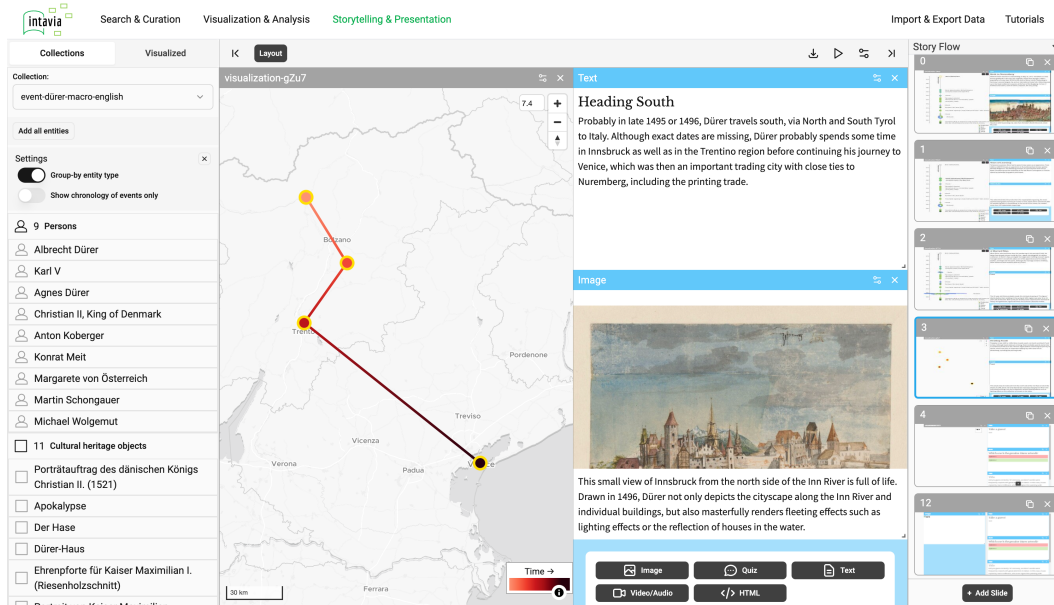 intavia
Search & Curation
Visualization & Analysis
Storytelling & Presentation
Import & Export Data
Tutorials
Collections
Visualized
Collection:
event-dürer-macro-english
Add all entities
Settings
Group-by entity type
Show chronology of events only
9 Persons
Albrecht Dürer
Karl V
Agnes Dürer
Christian II, King of Denmark
Anton Koberger
Konrat Meit
Margarete von Österreich
Martin Schongauer
Michael Wolgemut
11 Cultural heritage objects
Porträtauftrag des dänischen Königs
Christian II. (1521)
Apokalypse
Der Hase
Dürer-Haus
Ehrenpforte für Kaiser Maximilian I.
(Riesenholzschnitt)
Layout
visualization-gZu7
7.4
Bolzano
Trento
Pordenone
Treviso
Vicenza
Verona
Padua
Venice
Ferrara
30 km
Time →
Text
Heading South
Probably in late 1495 or 1496, Dürer travels south, via North and South Tyrol
to Italy. Although exact dates are missing, Dürer probably spends some time
in Innsbruck as well as in the Trentino region before continuing his journey to
Venice, which was then an important trading city with close ties to
Nuremberg, including the printing trade.
Image
This small view of Innsbruck from the north side of the Inn River is full of life.
Drawn in 1496, Dürer not only depicts the cityscape along the Inn River and
individual buildings, but also masterfully renders fleeting effects such as
lighting effects or the reflection of houses in the water.
Image
Quiz
Text
Video/Audio
</> HTML
Story Flow
0
1
2
3
4
12
+ Add Slide